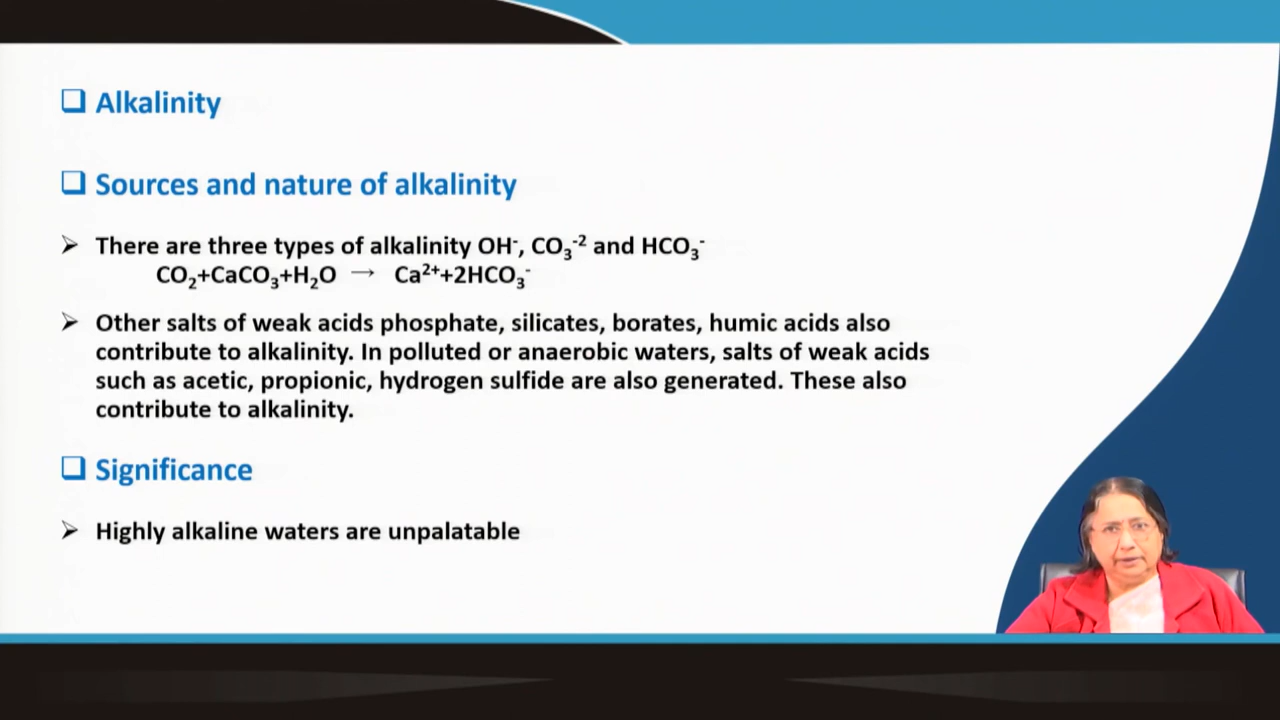 ❑ Alkalinity
❑ Sources and nature of alkalinity
➢ There are three types of alkalinity OH⁻, CO₃⁻² and HCO₃⁻
CO₂+CaCO₃+H₂O → Ca²⁺+2HCO₃⁻
➢ Other salts of weak acids phosphate, silicates, borates, humic acids also
contribute to alkalinity. In polluted or anaerobic waters, salts of weak acids
such as acetic, propionic, hydrogen sulfide are also generated. These also
contribute to alkalinity.
❑ Significance
➢ Highly alkaline waters are unpalatable